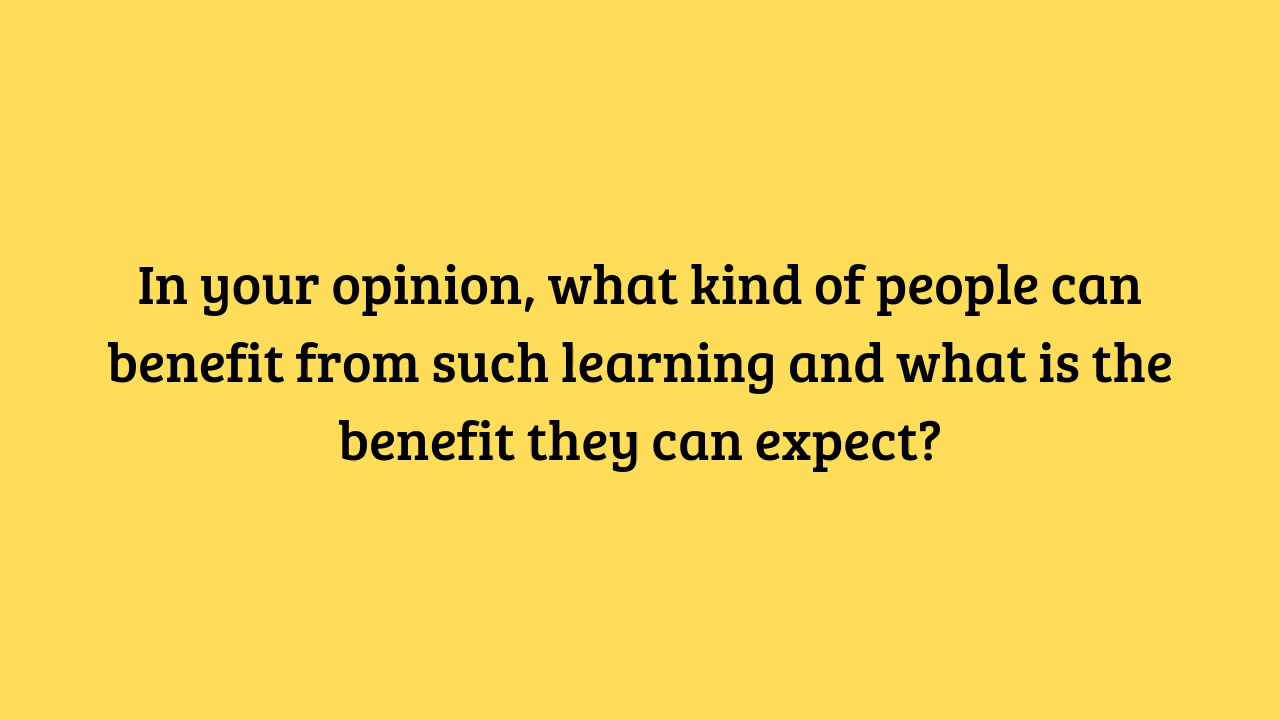 In your opinion, what kind of people can
benefit from such learning and what is the
benefit they can expect?